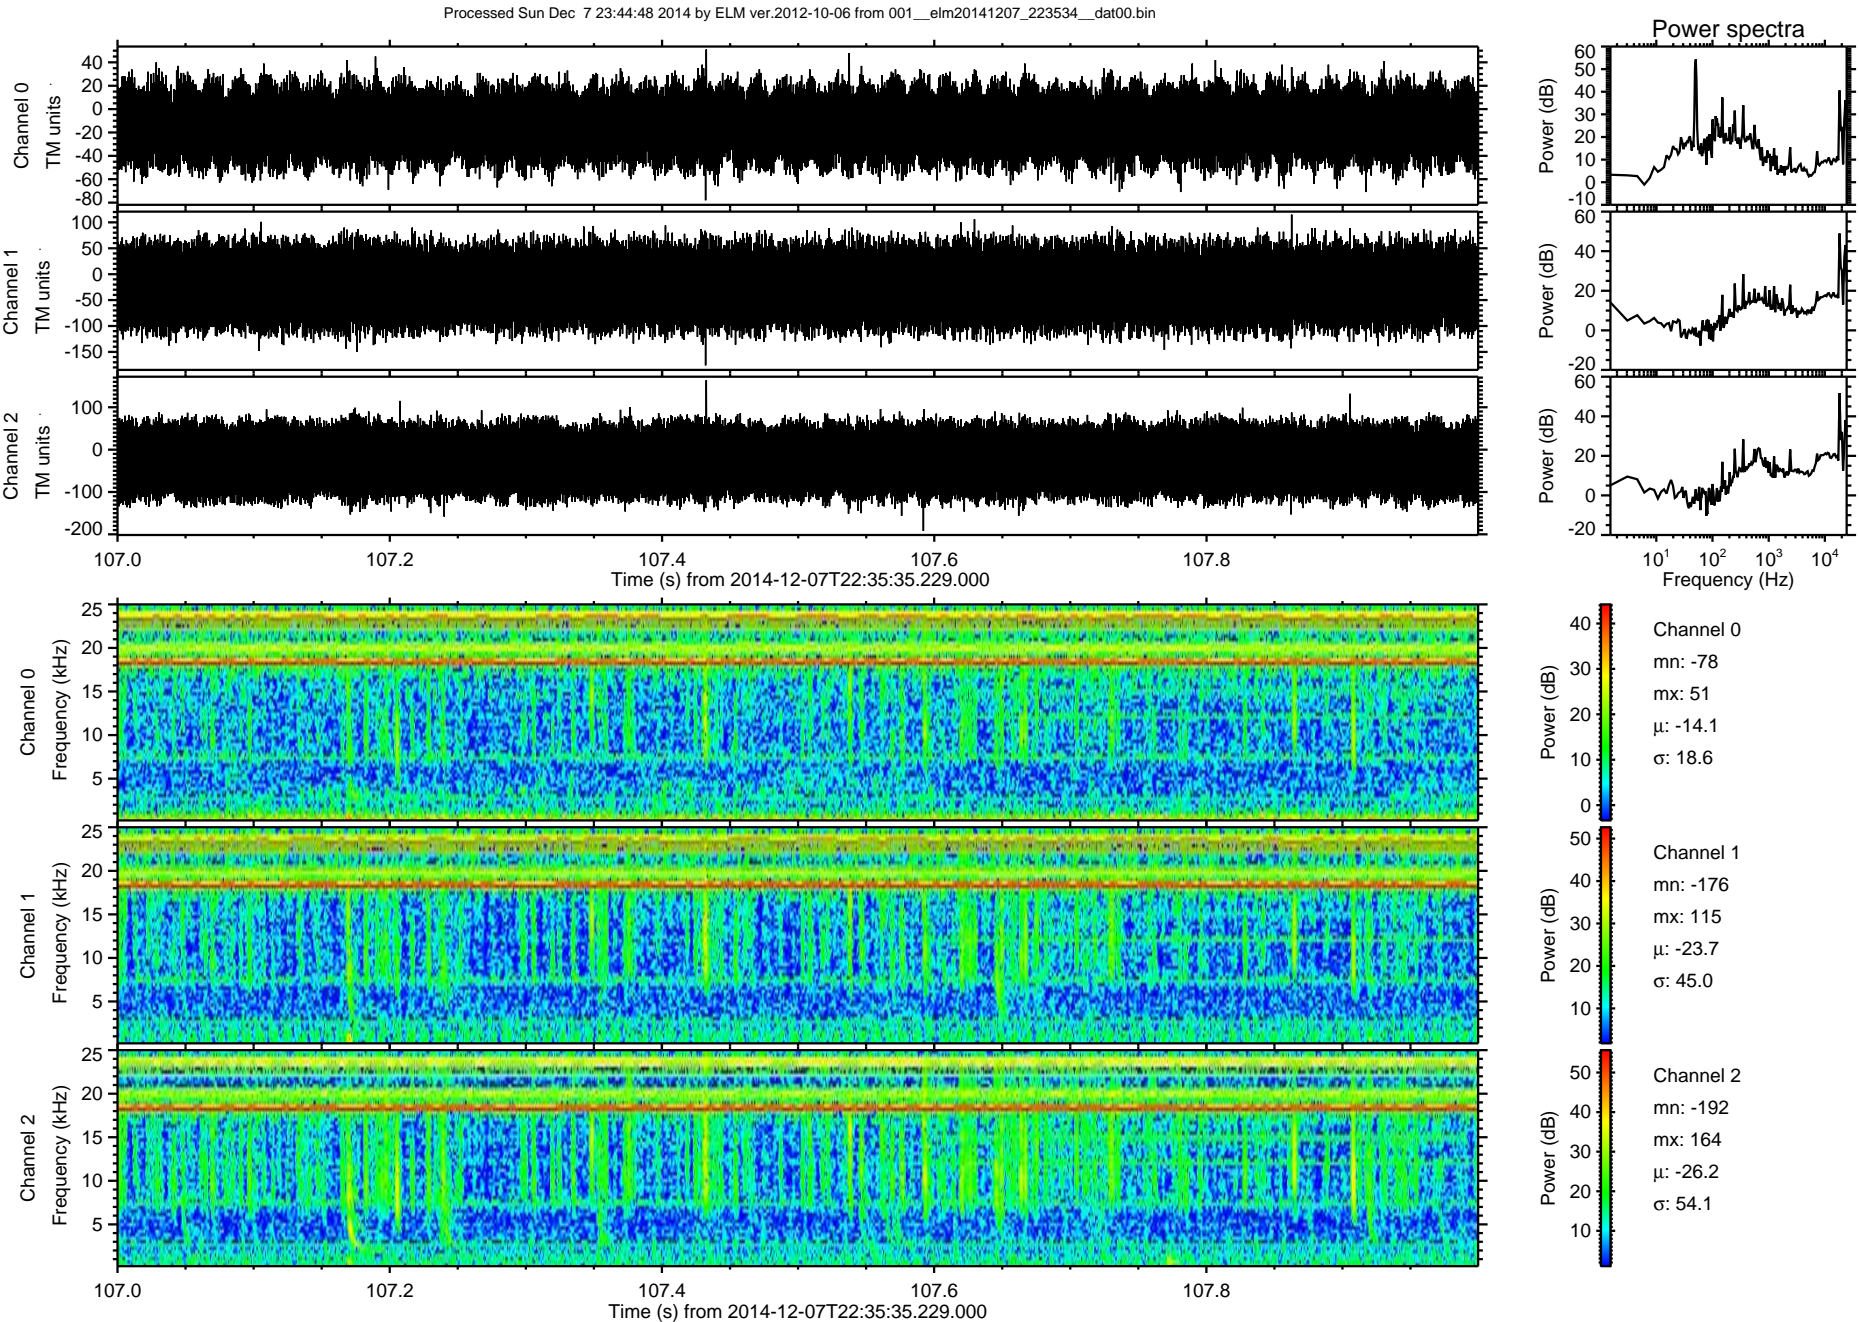 Processed Sun Dec  7 23:44:48 2014 by ELM ver.2012-10-06 from 001__elm20141207_223534__dat00.bin
Power spectra
Channel 0
TM units
40
20
0
-20
-40
-60
-80
Power (dB)
60
50
40
30
20
10
0
-10
Channel 1
TM units
100
50
0
-50
-100
-150
Power (dB)
60
40
20
0
-20
Channel 2
TM units
100
0
-100
-200
Power (dB)
60
40
20
0
-20
107.0 107.2 107.4 107.6 107.8
Time (s) from 2014-12-07T22:35:35.229.000
10¹ 10² 10³ 10⁴
Frequency (Hz)
Channel 0
Frequency (kHz)
25
20
15
10
5
Power (dB)
40
30
20
10
0
Channel 0
mn: -78
mx: 51
μ: -14.1
σ: 18.6
Channel 1
Frequency (kHz)
25
20
15
10
5
Power (dB)
50
40
30
20
10
Channel 1
mn: -176
mx: 115
μ: -23.7
σ: 45.0
Channel 2
Frequency (kHz)
25
20
15
10
5
Power (dB)
50
40
30
20
10
Channel 2
mn: -192
mx: 164
μ: -26.2
σ: 54.1
107.0 107.2 107.4 107.6 107.8
Time (s) from 2014-12-07T22:35:35.229.000